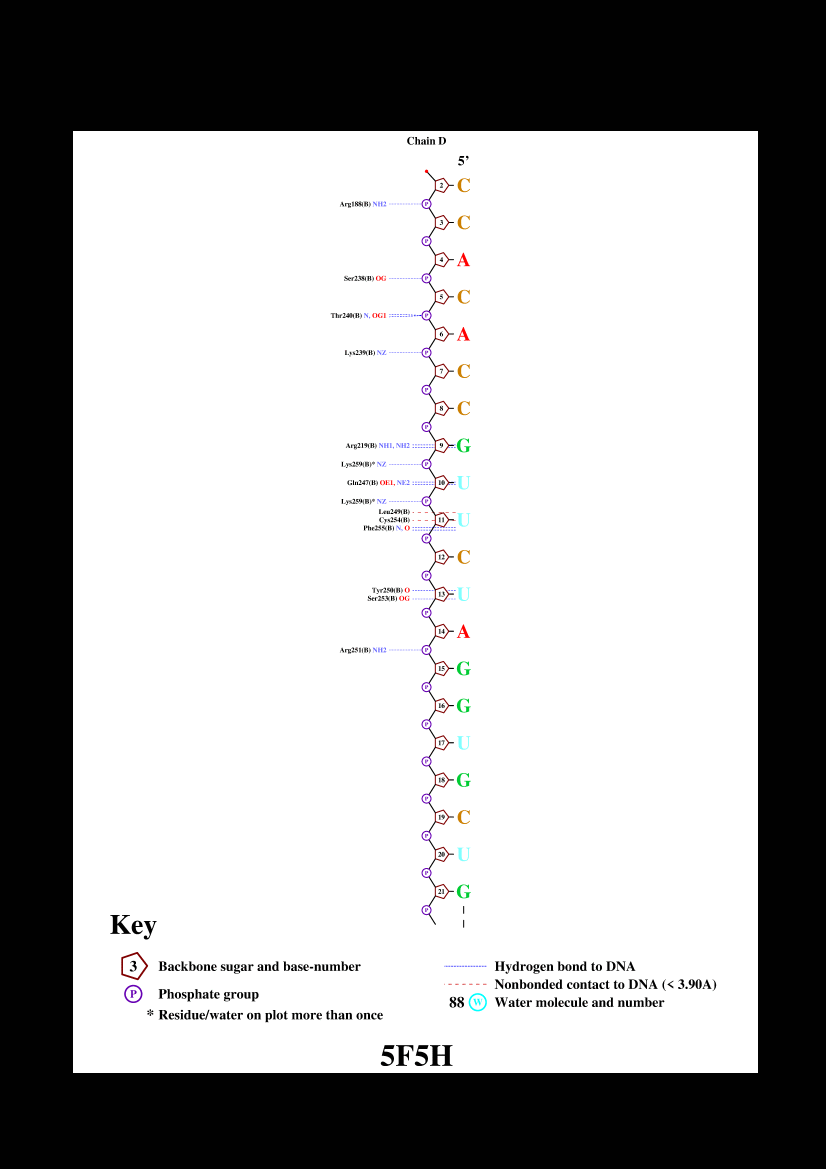 Chain D
5’
2 C
Arg188(B) NH2 P
3 C
P
4 A
Ser238(B) OG P
5 C
Thr240(B) N, OG1 P
6 A
Lys239(B) NZ P
7 C
P
8 C
P
Arg219(B) NH1, NH2 9 G
Lys259(B)* NZ P
Gln247(B) OE1, NE2 10 U
Lys259(B)* NZ P
Leu249(B)
Cys254(B) 11 U
Phe255(B) N, O
P
12 C
P
Tyr250(B) O
13 U
Ser253(B) OG
P
14 A
Arg251(B) NH2 P
15 G
P
16 G
P
17 U
P
18 G
P
19 C
P
20 U
P
21 G
P
Key
3 Backbone sugar and base-number
P Phosphate group
* Residue/water on plot more than once
Hydrogen bond to DNA
Nonbonded contact to DNA (< 3.90A)
88 W Water molecule and number
5F5H